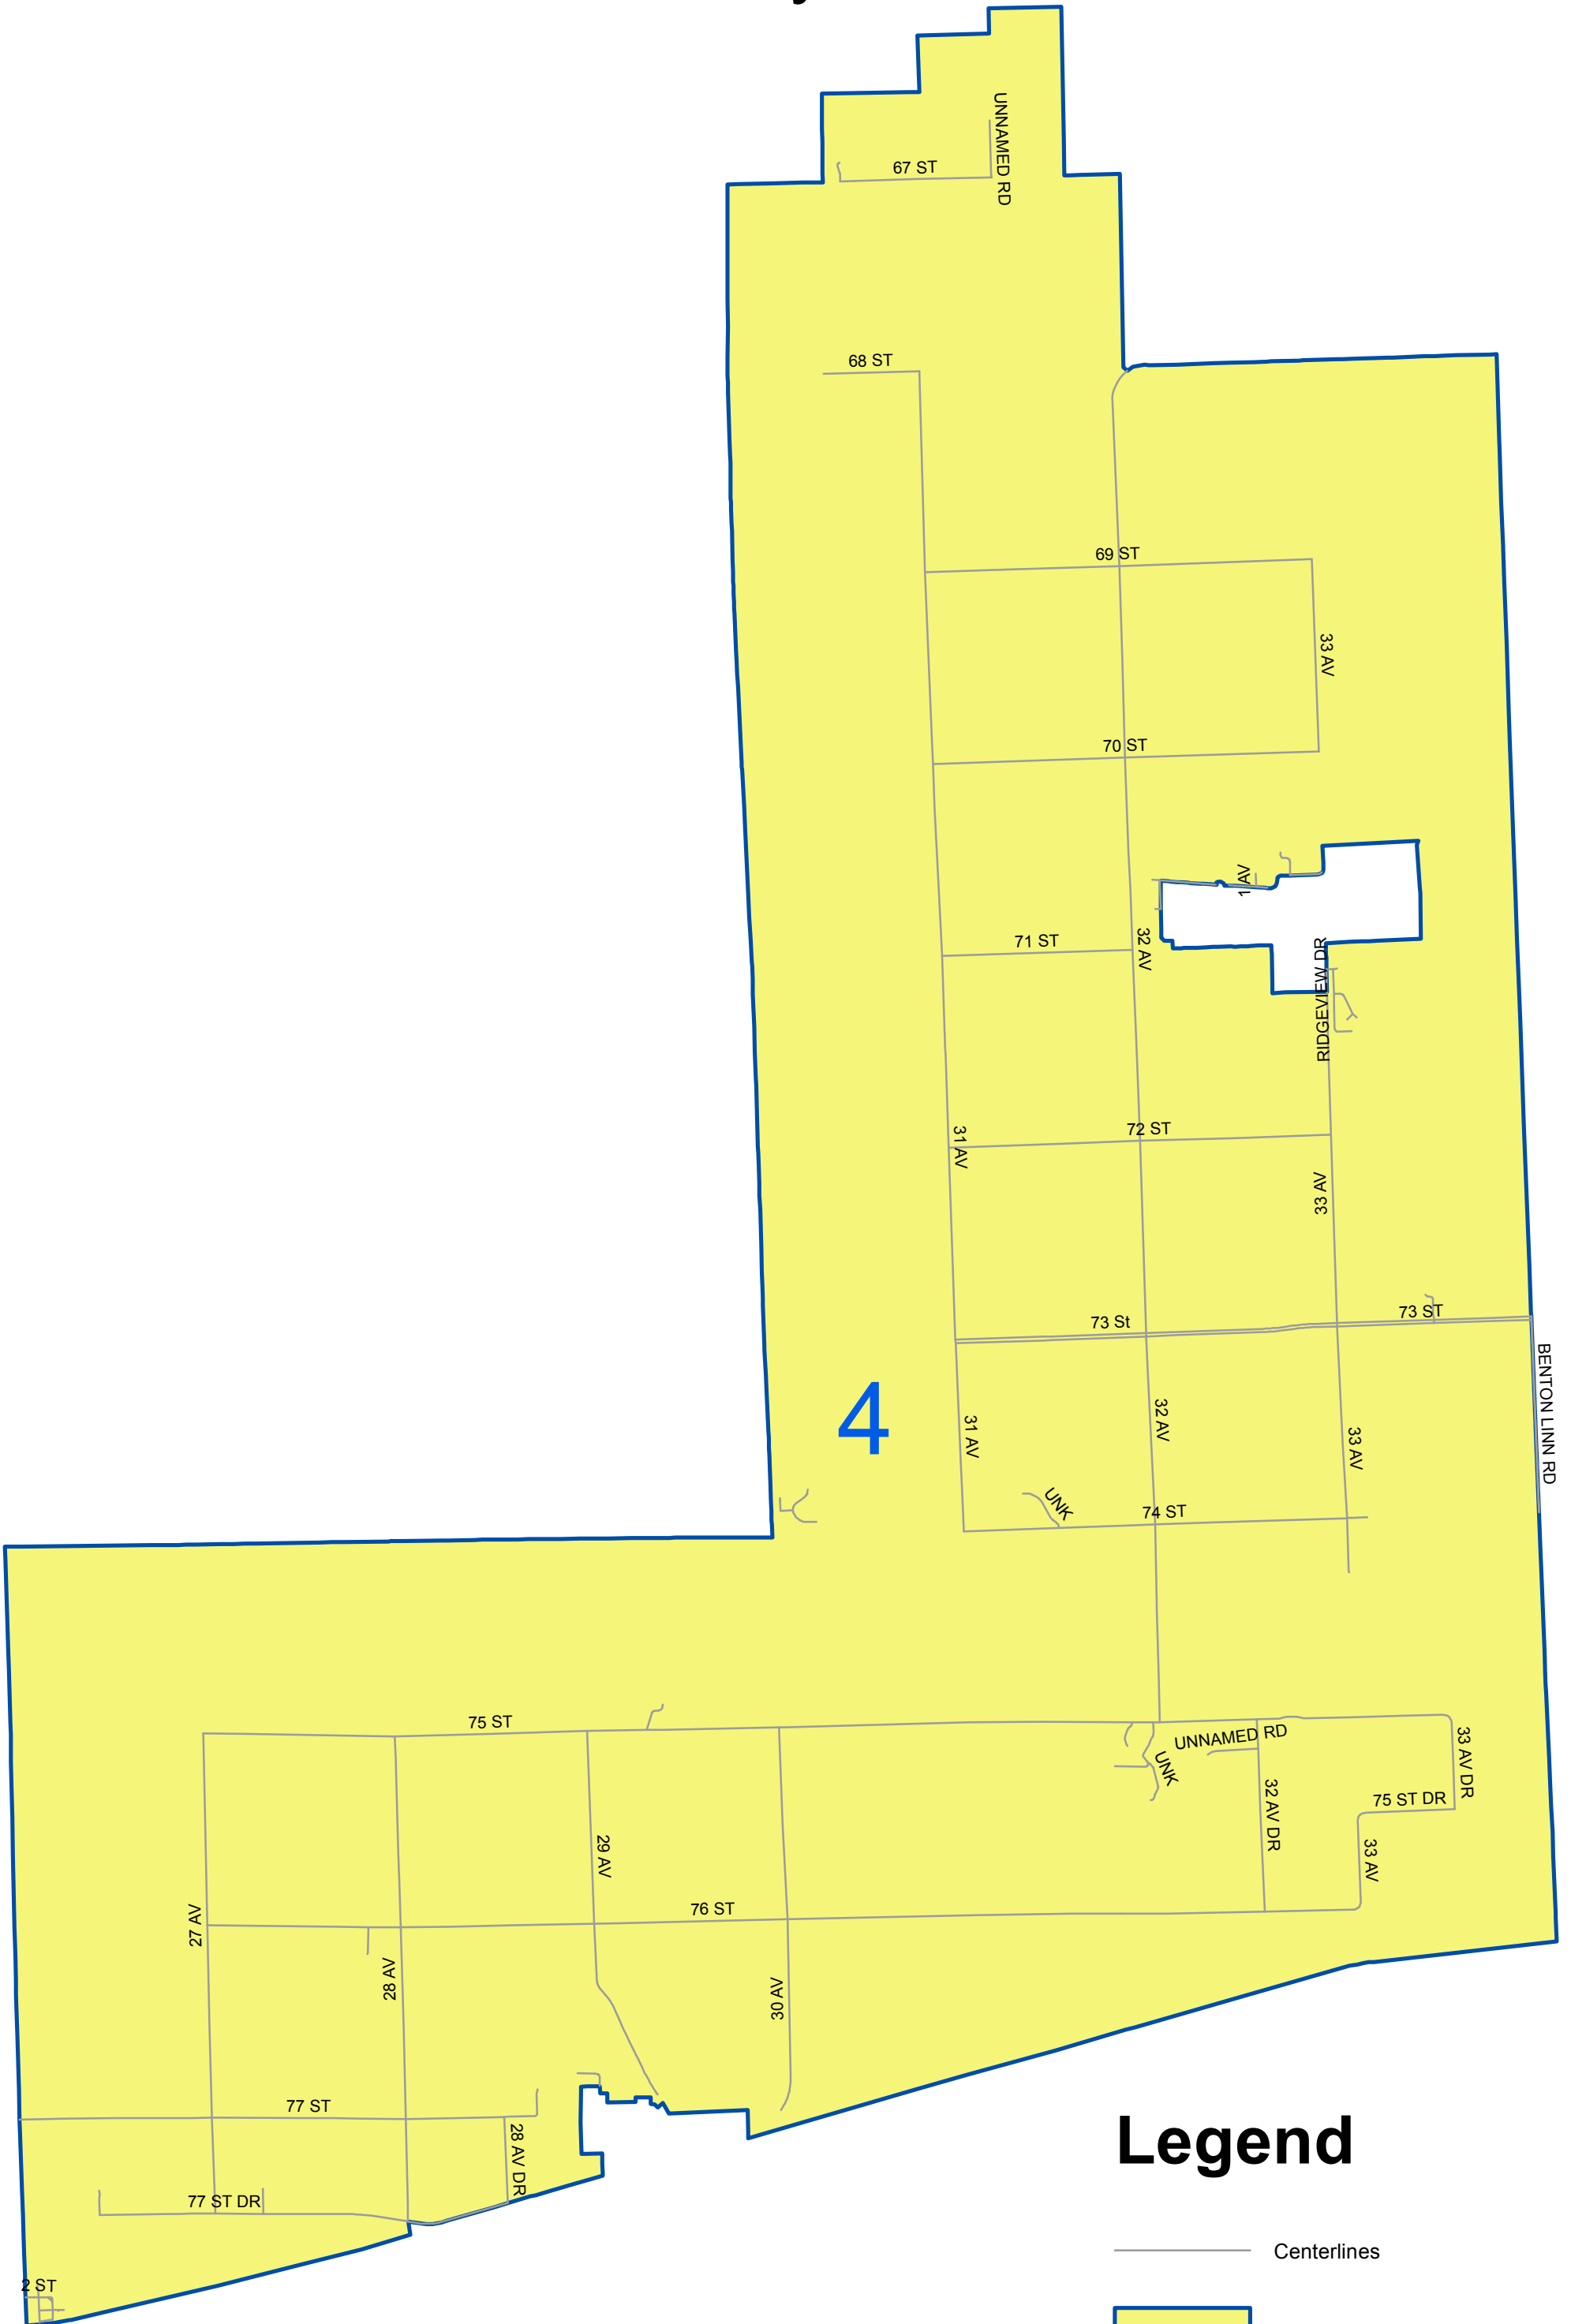 UNNAMED RD
67 ST
68 ST
69 ST
33 AV
70 ST
1 AV
32 AV
71 ST
RIDGEVIEW DR
31 AV
72 ST
33 AV
73 St
73 ST
BENTON LINN RD
4
31 AV
32 AV
33 AV
UNK
74 ST
75 ST
UNNAMED RD
33 AV DR
UNK
32 AV DR
75 ST DR
29 AV
33 AV
27 AV
76 ST
28 AV
30 AV
77 ST
28 AV DR
77 ST DR
2 ST
Legend
Centerlines